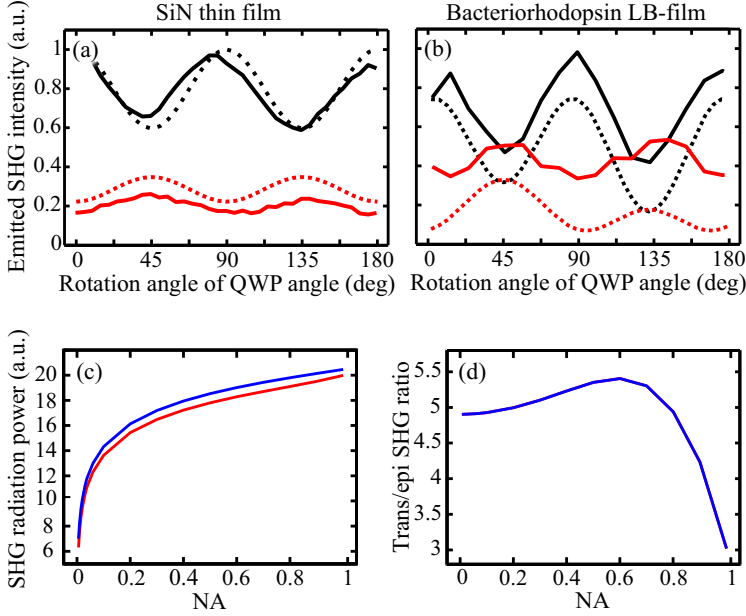 SiN thin film
Bacteriorhodopsin LB-film
Emitted SHG intensity (a.u.)
1
0.8
0.6
0.4
0.2
0
(a)
(b)
0 45 90 135 180
Rotation angle of QWP angle (deg)
0 45 90 135 180
Rotation angle of QWP angle (deg)
SHG radiation power (a.u.)
20
18
16
14
12
10
8
6
(c)
0 0.2 0.4 0.6 0.8 1
NA
Trans/epi SHG ratio
5.5
5
4.5
4
3.5
3
(d)
0 0.2 0.4 0.6 0.8 1
NA